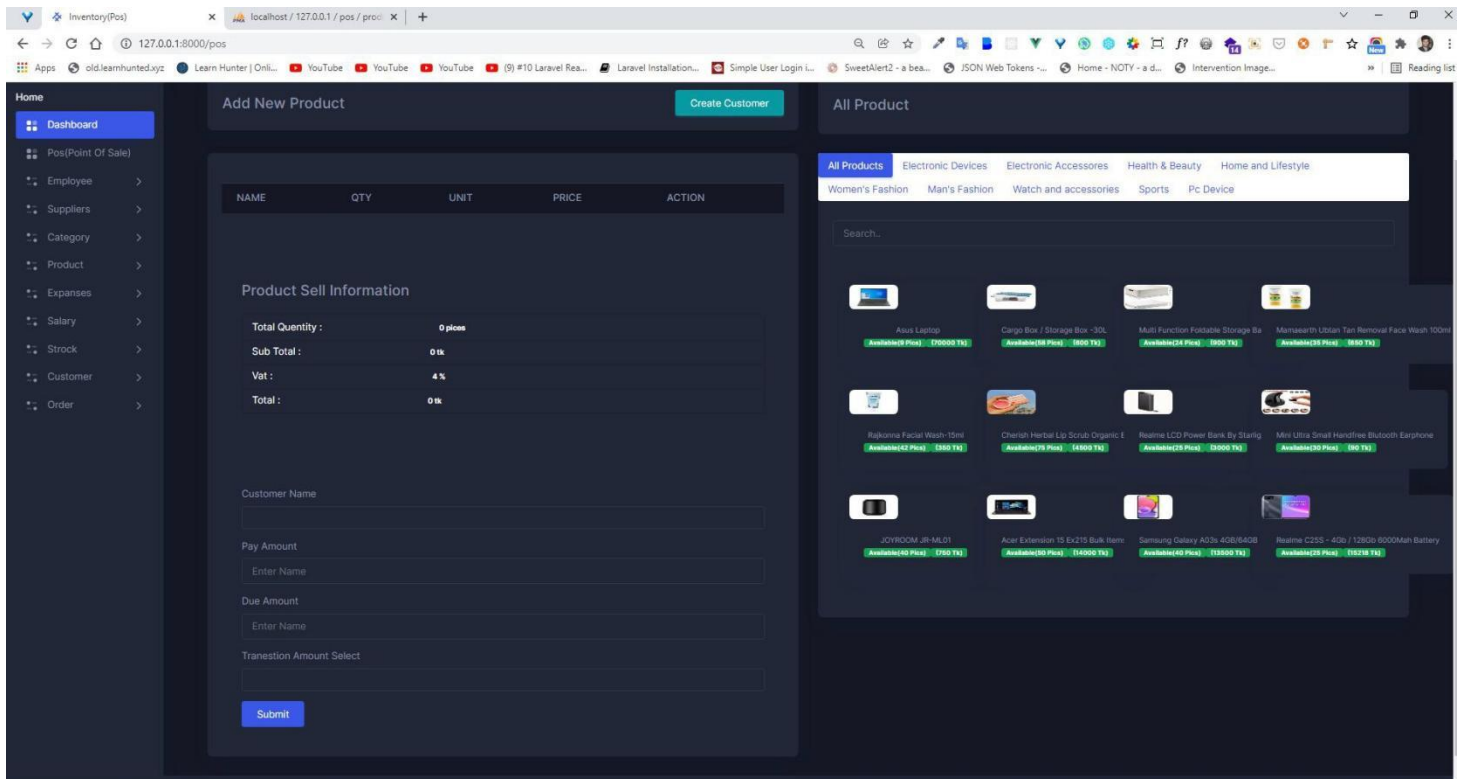 Inventory(Pos)
localhost / 127.0.0.1 / pos / prod
127.0.0.1:8000/pos
Apps old.learnhunted.xyz Learn Hunter | Onli... YouTube YouTube YouTube (9) #10 Laravel Rea... Laravel Installation... Simple User Login i... SweetAlert2 - a bea... JSON Web Tokens -... Home - NOTY - a d... Intervention Image... » Reading list
Home
Dashboard
Pos(Point Of Sale)
Employee
Suppliers
Category
Product
Expanses
Salary
Strock
Customer
Order
Add New Product
Create Customer
NAME QTY UNIT PRICE ACTION
Product Sell Information
Total Quentity : 0 pices
Sub Total : 0 tk
Vat : 4 %
Total : 0 tk
Customer Name
Pay Amount
Enter Name
Due Amount
Enter Name
Tranestion Amount Select
Submit
All Product
All Products Electronic Devices Electronic Accessores Health & Beauty Home and Lifestyle
Women's Fashion Man's Fashion Watch and accessories Sports Pc Device
Search..
Asus Laptop
Available(9 Pics) (70000 Tk)
Cargo Box / Storage Box -30L
Available(58 Pics) (800 Tk)
Multi Function Foldable Storage Ba
Available(24 Pics) (900 Tk)
Mamaearth Ubtan Tan Removal Face Wash 100ml
Available(35 Pics) (650 Tk)
Rajkonna Facial Wash-15ml
Available(42 Pics) (350 Tk)
Cherish Herbal Lip Scrub Organic E
Available(75 Pics) (4500 Tk)
Realme LCD Power Bank By Starlig
Available(25 Pics) (3000 Tk)
Mini Ultra Small Handfree Blutooth Earphone
Available(30 Pics) (90 Tk)
JOYROOM JR-ML01
Available(40 Pics) (750 Tk)
Acer Extension 15 Ex215 Bulk Items
Available(50 Pics) (14000 Tk)
Samsung Galaxy A03s 4GB/64GB
Available(40 Pics) (13500 Tk)
Realme C25S - 4Gb / 128Gb 6000Mah Battery
Available(25 Pics) (15218 Tk)